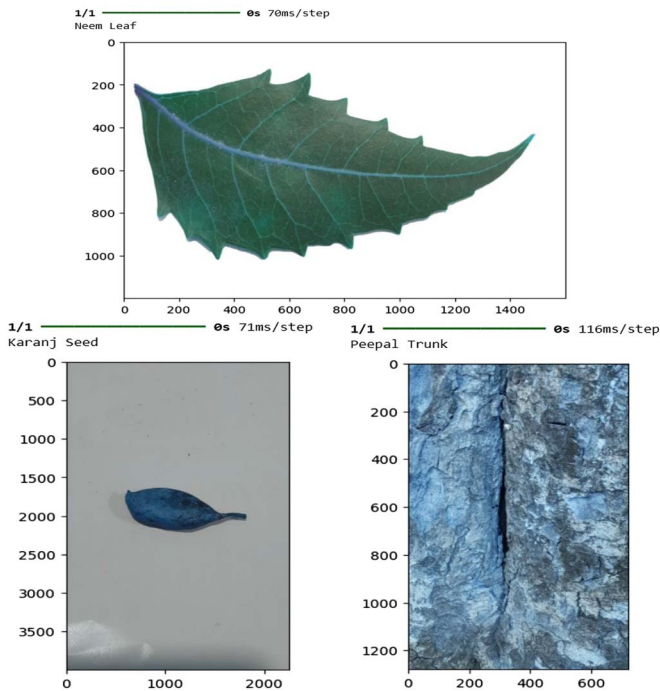 1/1 0s 70ms/step
Neem Leaf
0
200
400
600
800
1000
0 200 400 600 800 1000 1200 1400
1/1 0s 71ms/step
Karanj Seed
0
500
1000
1500
2000
2500
3000
3500
0 1000 2000
1/1 0s 116ms/step
Peepal Trunk
0
200
400
600
800
1000
1200
0 200 400 600